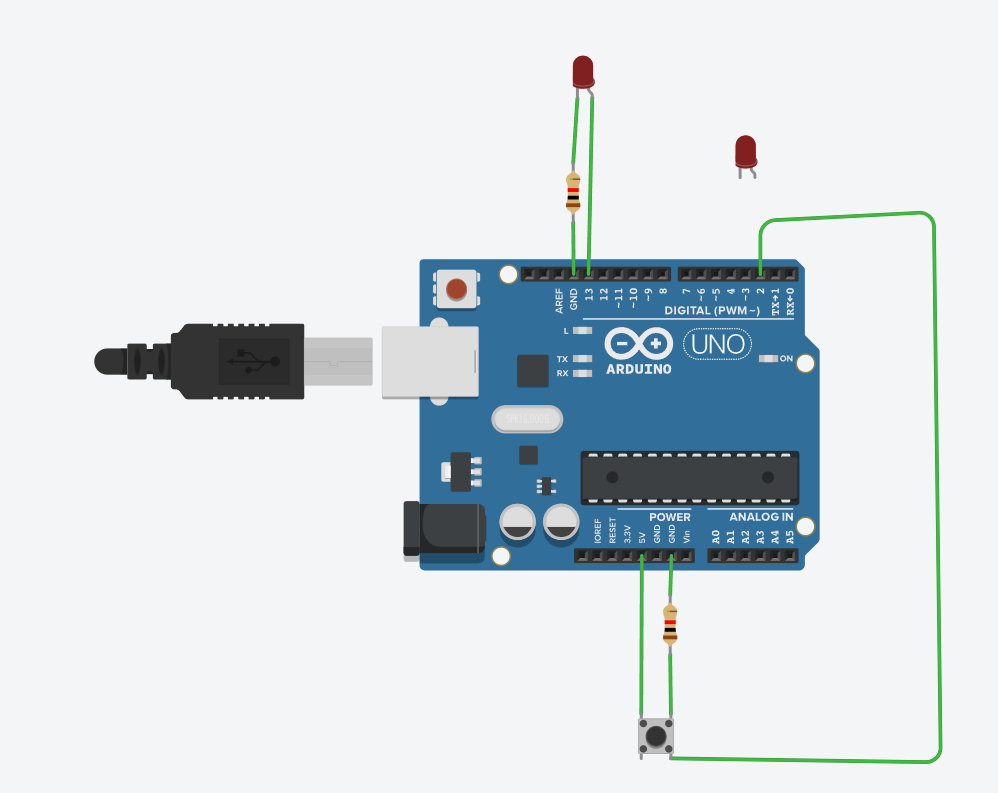 AREF
GND
13
12
~11
~10
~9
8
7
~6
~5
4
~3
2
TX→1
RX←0
DIGITAL (PWM ~)
L
TX
RX
ARDUINO
UNO
ON
POWER
ANALOG IN
IOREF
RESET
3.3V
5V
GND
GND
Vin
A0
A1
A2
A3
A4
A5